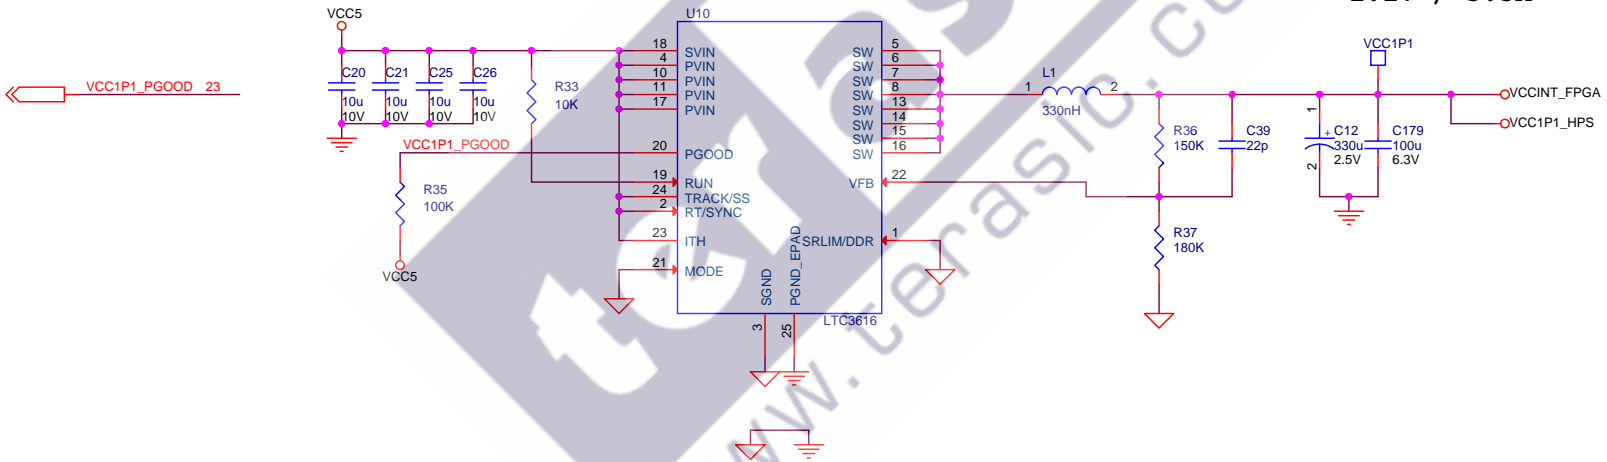 VCC5
U10
VCC1P1
VCC1P1_PGOOD 23
C20
10u
10V
C21
10u
10V
C25
10u
10V
C26
10u
10V
R33
10K
VCC1P1_PGOOD
R35
100K
VCC5
18 SVIN
4 PVIN
10 PVIN
11 PVIN
17 PVIN
20 PGOOD
19 RUN
24 TRACK/SS
2 RT/SYNC
23 ITH
21 MODE
SW 5
SW 6
SW 7
SW 8
SW 13
SW 14
SW 15
SW 16
VFB 22
SRLIM/DDR 1
SGND
3
PGND_EPAD
25
LTC3616
L1
1 2
330nH
R36
150K
C39
22p
R37
180K
1
+
C12
330u
2.5V
2
C179
100u
6.3V
VCCINT_FPGA
VCC1P1_HPS
terasic
www.terasic.c